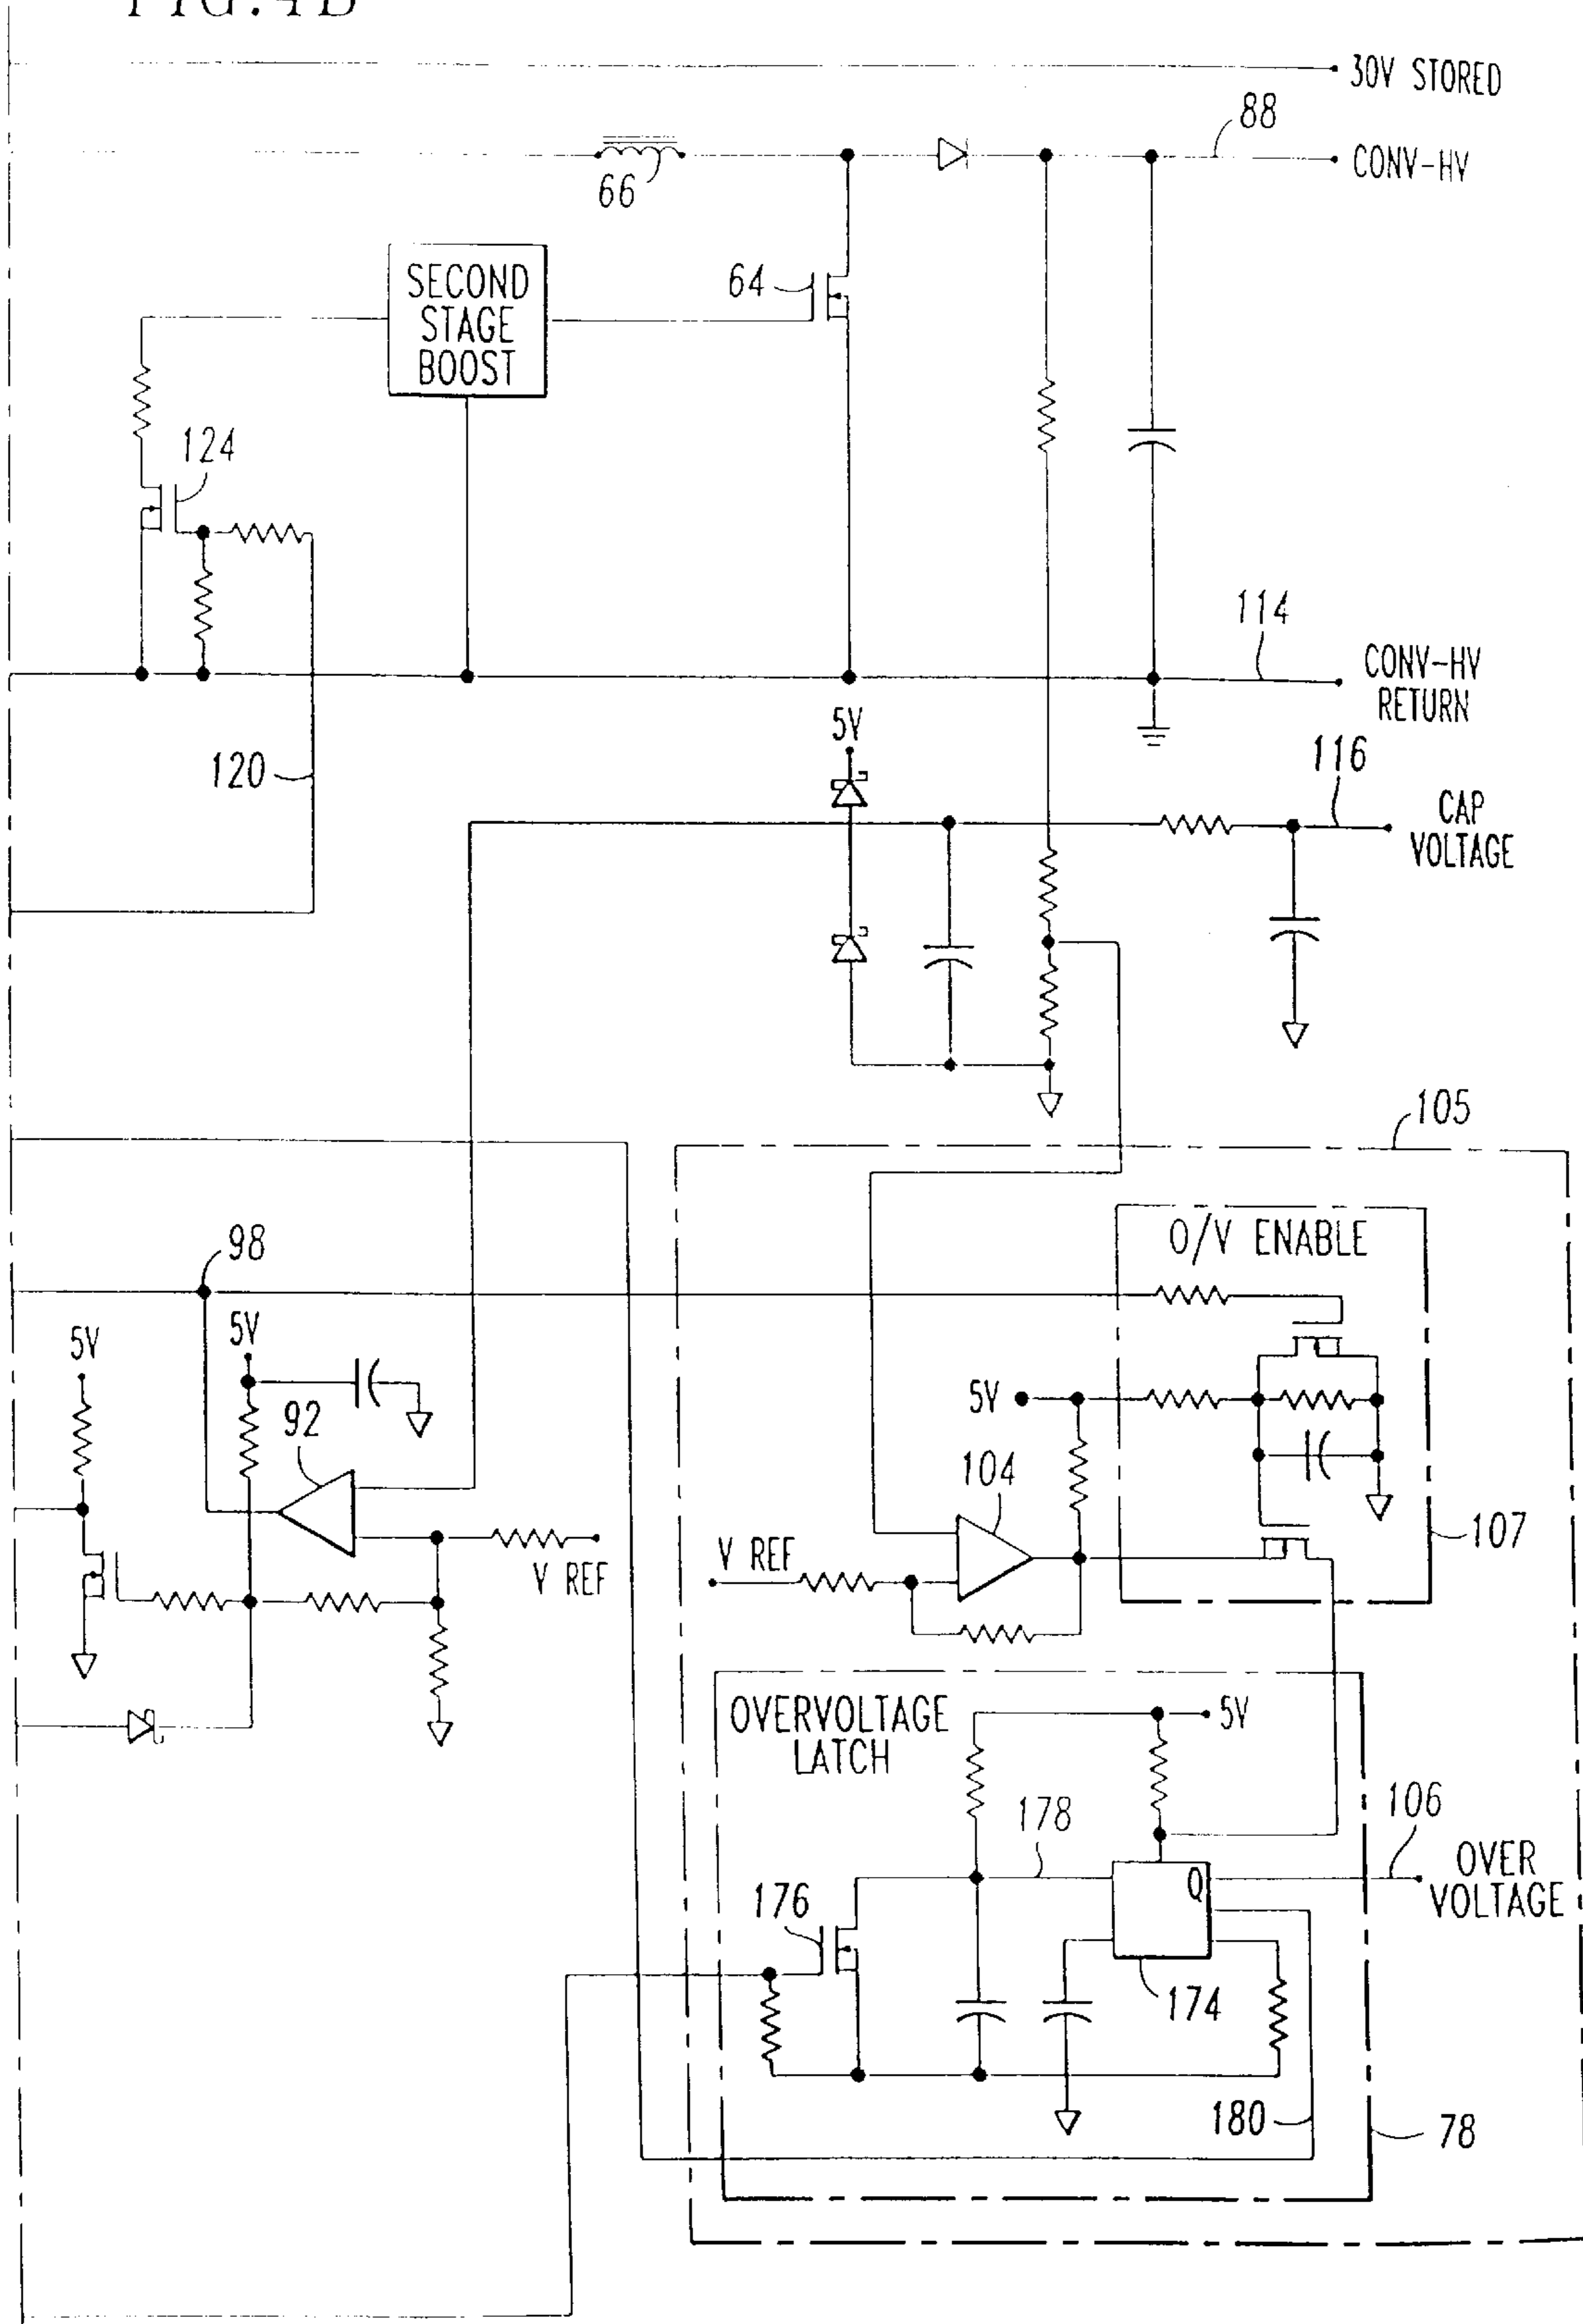 FIG.4B
30V STORED
88
CONV-HV
66
SECOND
STAGE
BOOST
64
124
114
CONV-HV
RETURN
5V
120
116
CAP
VOLTAGE
105
O/V ENABLE
98
5V
5V
92
5V
104
107
V REF
V REF
OVERVOLTAGE
LATCH
5V
178
106
176
Q
OVER
VOLTAGE
174
180
78